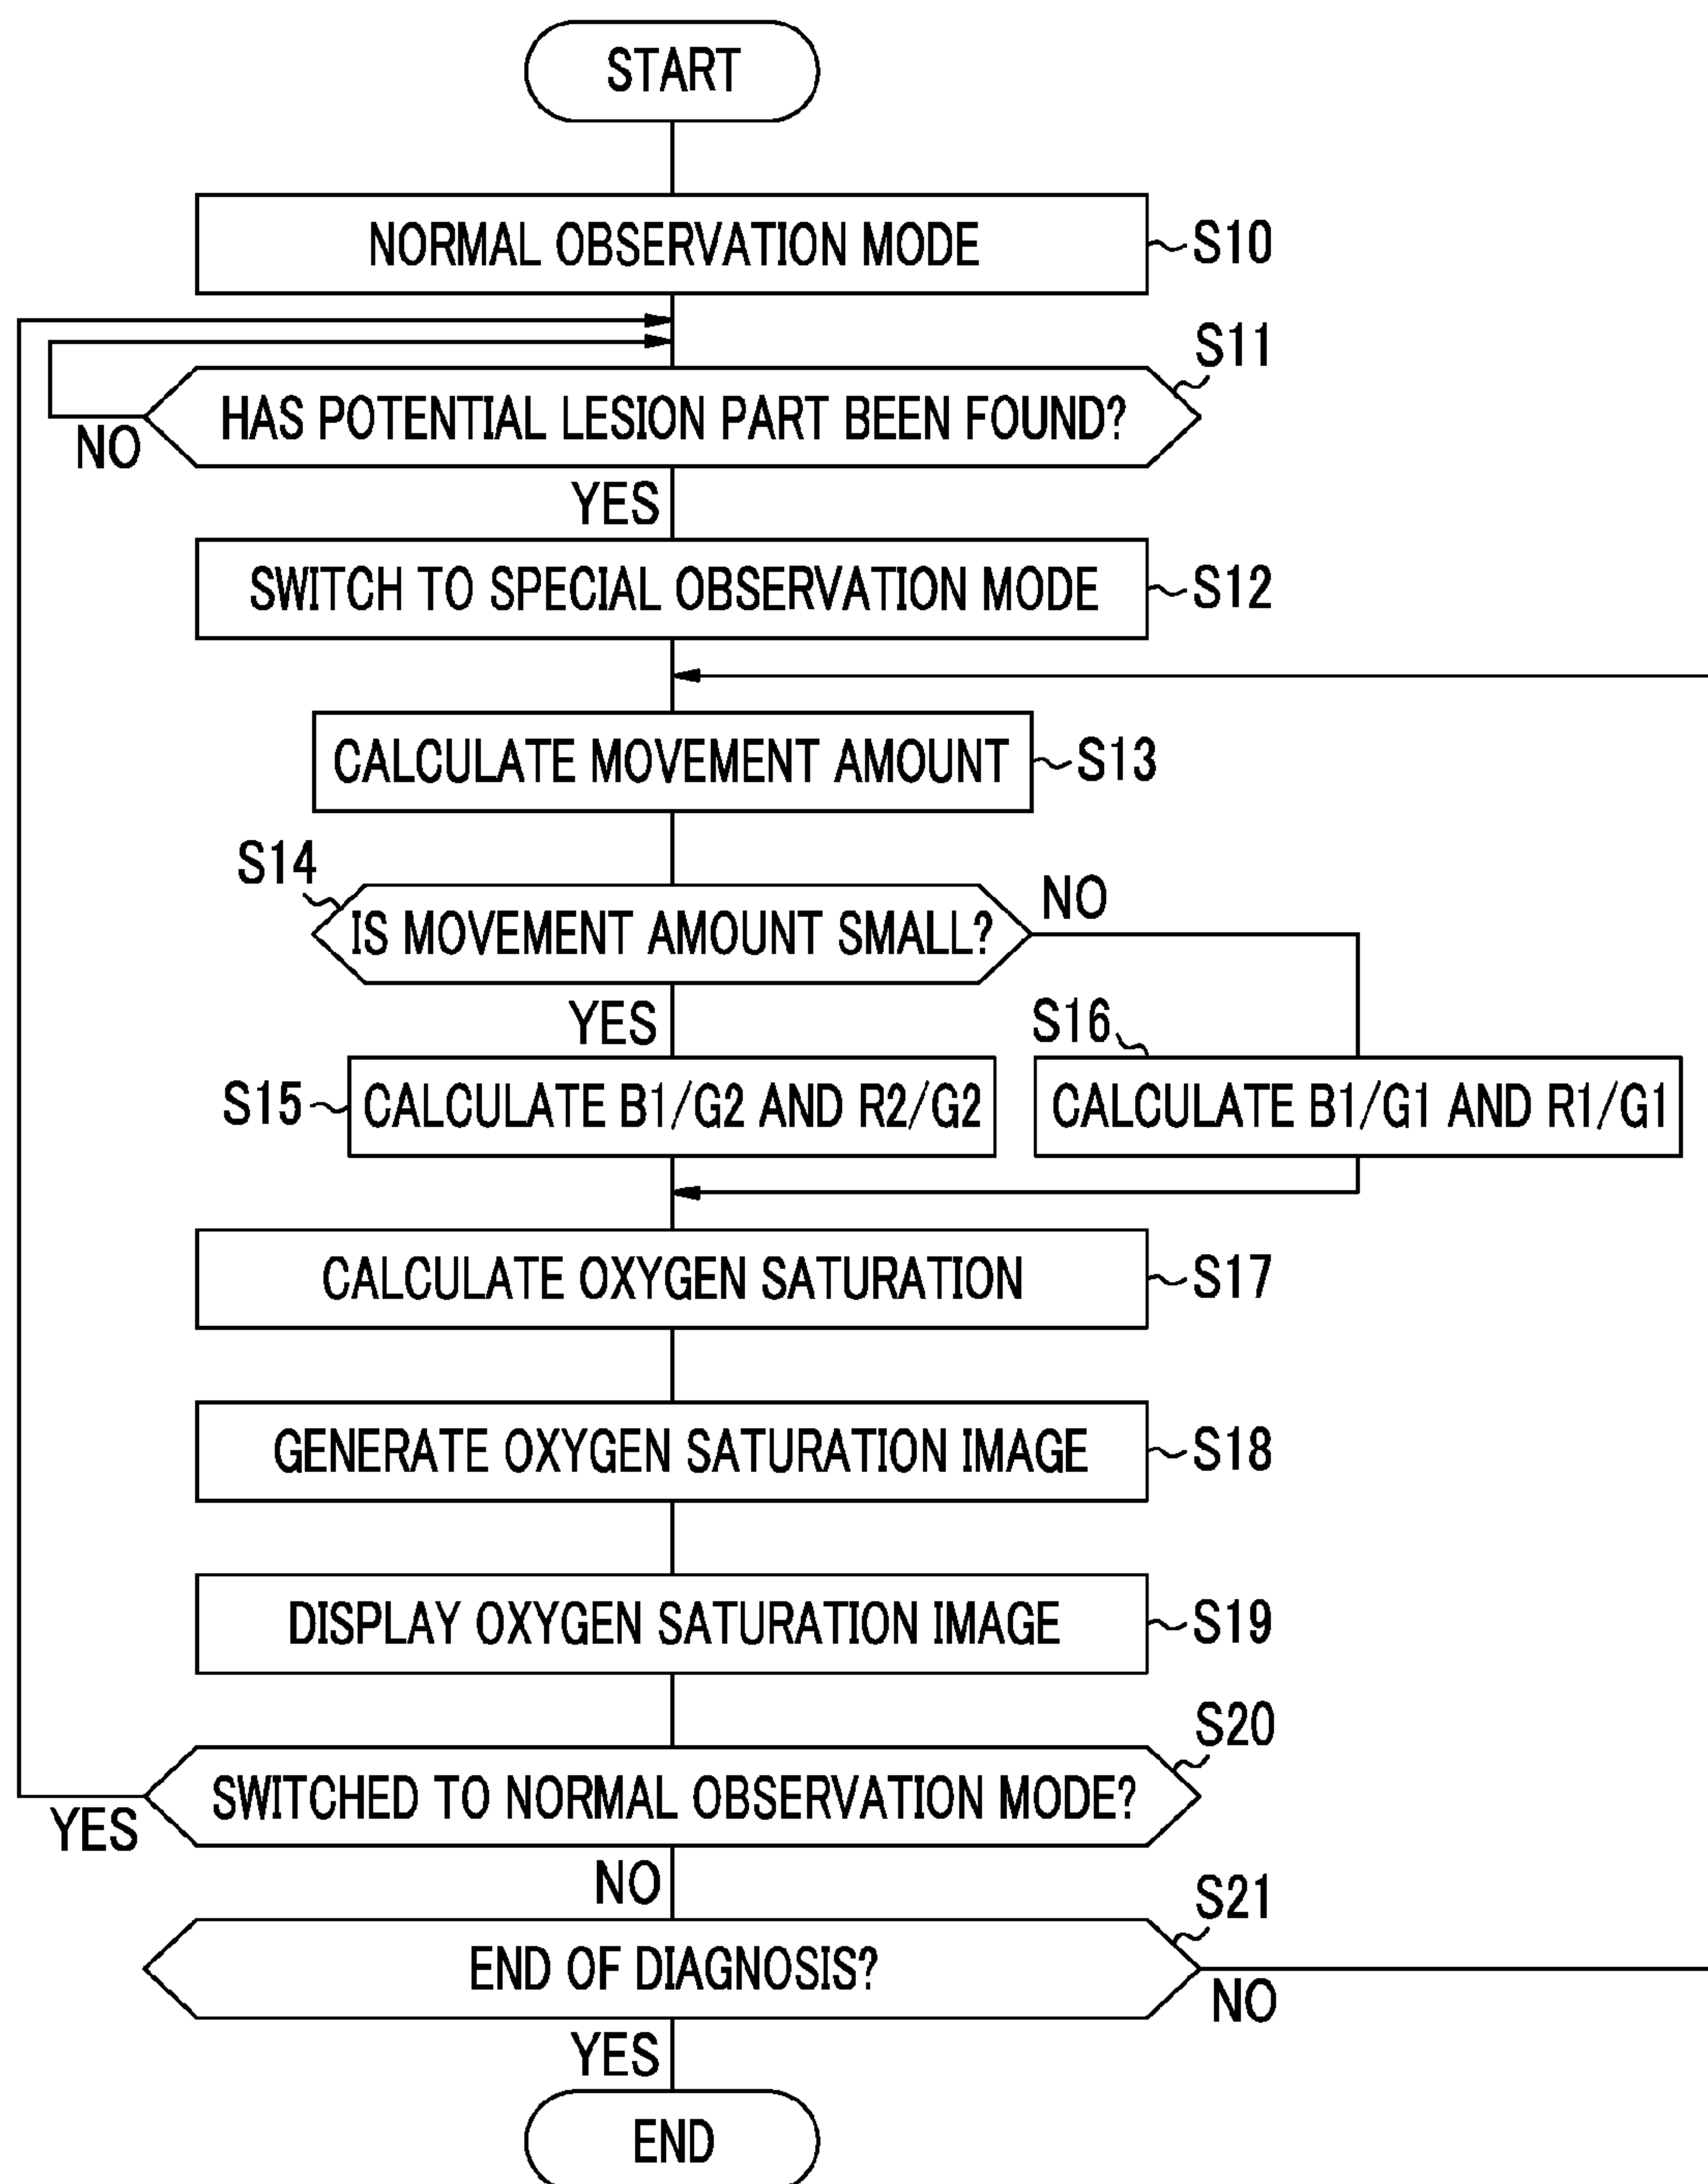 START
NORMAL OBSERVATION MODE
S10
S11
HAS POTENTIAL LESION PART BEEN FOUND?
NO
YES
SWITCH TO SPECIAL OBSERVATION MODE
S12
CALCULATE MOVEMENT AMOUNT
S13
S14
IS MOVEMENT AMOUNT SMALL?
NO
YES
S16
S15
CALCULATE B1/G2 AND R2/G2
CALCULATE B1/G1 AND R1/G1
CALCULATE OXYGEN SATURATION
S17
GENERATE OXYGEN SATURATION IMAGE
S18
DISPLAY OXYGEN SATURATION IMAGE
S19
S20
SWITCHED TO NORMAL OBSERVATION MODE?
YES
NO
S21
END OF DIAGNOSIS?
NO
YES
END